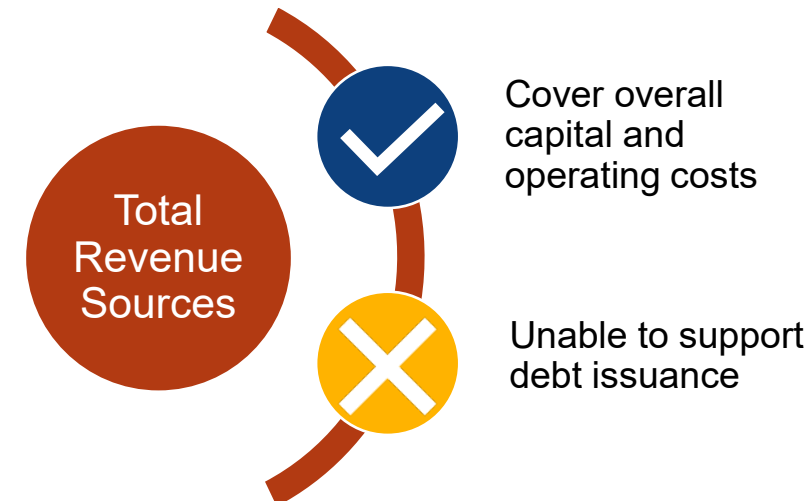 Total
Revenue
Sources
Cover overall
capital and
operating costs
Unable to support
debt issuance